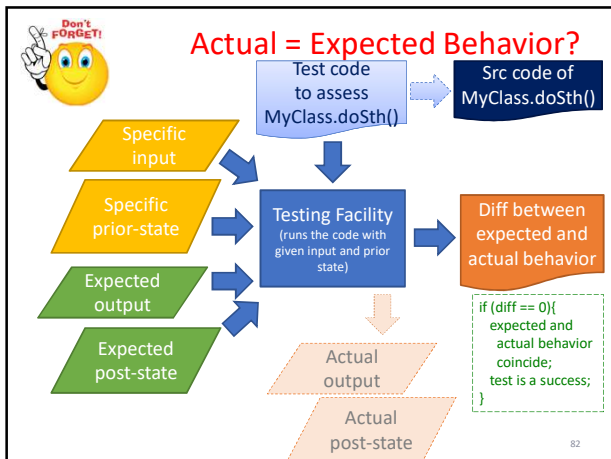 Don't
FORGET!
Actual = Expected Behavior?
Test code
to assess
MyClass.doSth()
Src code of
MyClass.doSth()
Specific
input
Specific
prior-state
Expected
output
Expected
post-state
Testing Facility
(runs the code with
given input and prior
state)
Diff between
expected and
actual behavior
if (diff == 0){
expected and
actual behavior
coincide;
test is a success;
}
Actual
output
Actual
post-state
82